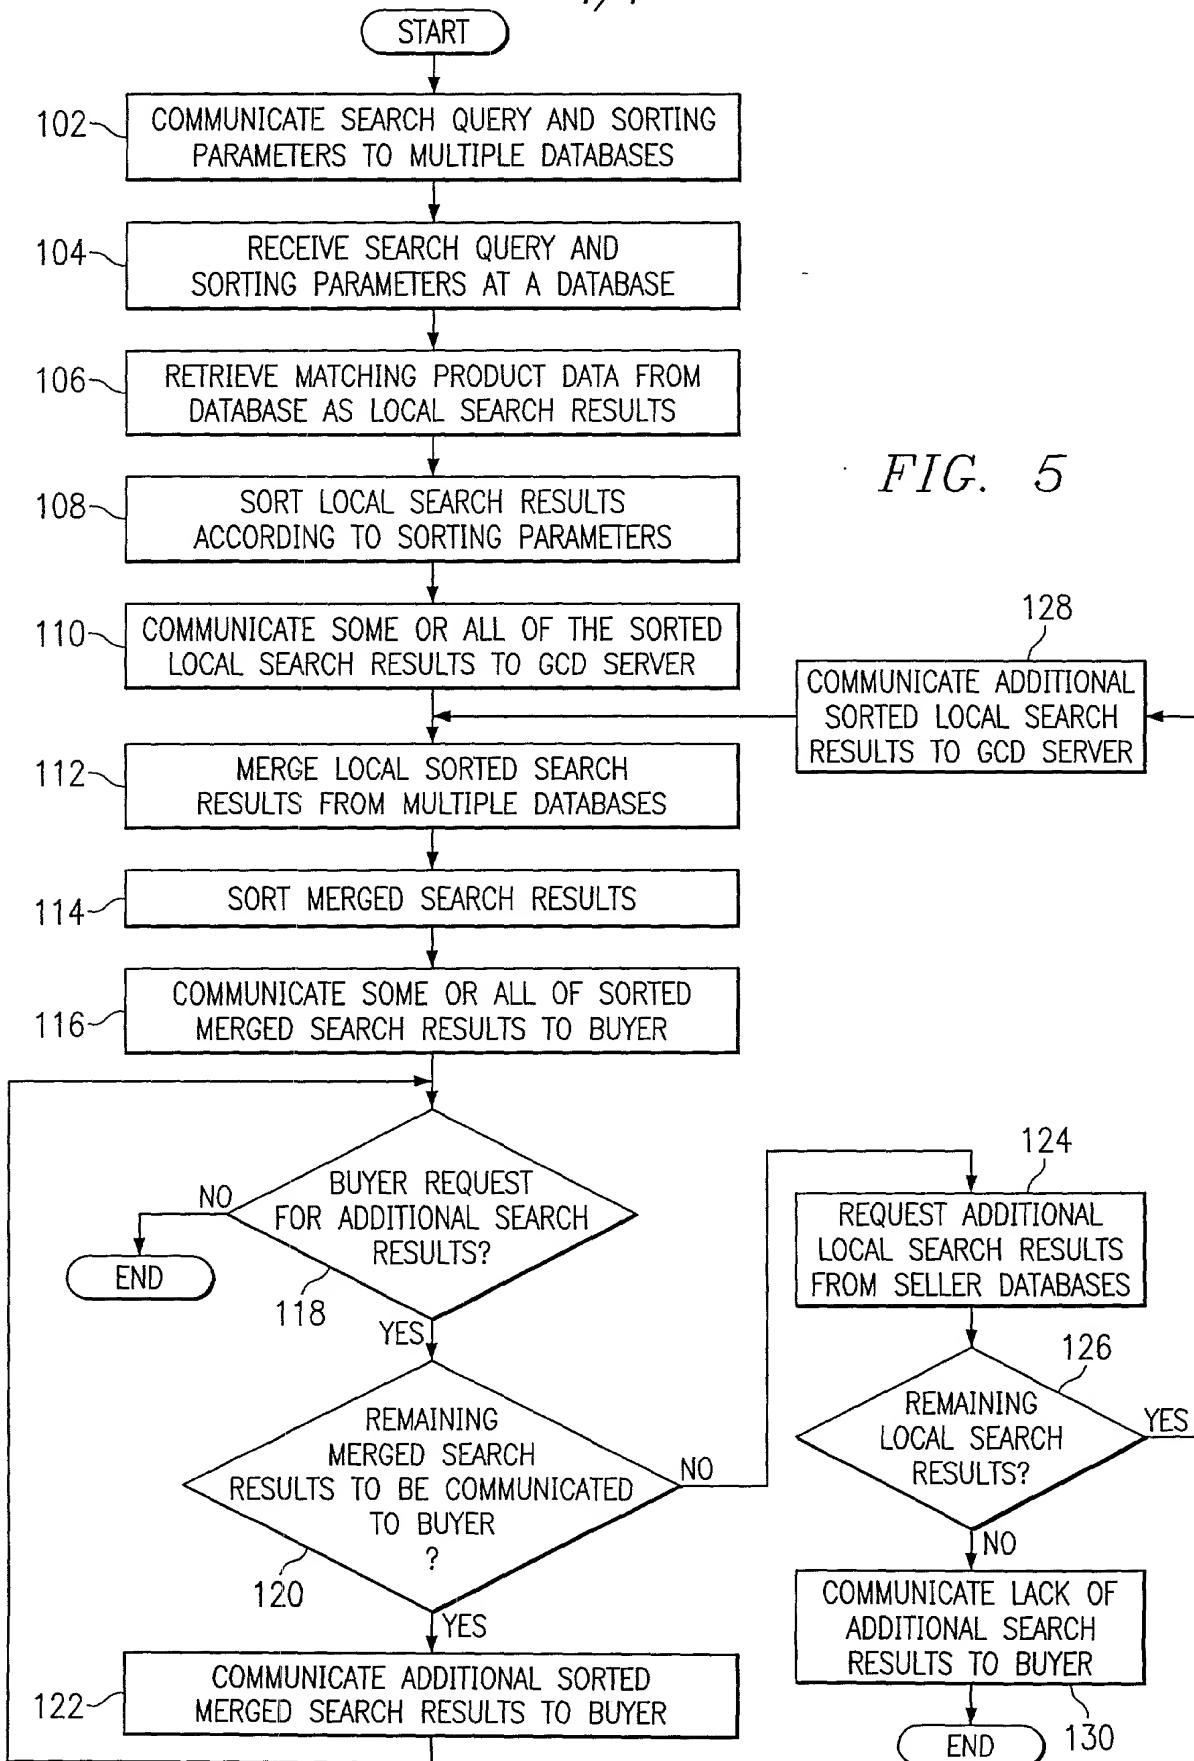 START
102
COMMUNICATE SEARCH QUERY AND SORTING
PARAMETERS TO MULTIPLE DATABASES
104
RECEIVE SEARCH QUERY AND
SORTING PARAMETERS AT A DATABASE
106
RETRIEVE MATCHING PRODUCT DATA FROM
DATABASE AS LOCAL SEARCH RESULTS
FIG. 5
108
SORT LOCAL SEARCH RESULTS
ACCORDING TO SORTING PARAMETERS
110
COMMUNICATE SOME OR ALL OF THE SORTED
LOCAL SEARCH RESULTS TO GCD SERVER
128
COMMUNICATE ADDITIONAL
SORTED LOCAL SEARCH
RESULTS TO GCD SERVER
112
MERGE LOCAL SORTED SEARCH
RESULTS FROM MULTIPLE DATABASES
114
SORT MERGED SEARCH RESULTS
116
COMMUNICATE SOME OR ALL OF SORTED
MERGED SEARCH RESULTS TO BUYER
BUYER REQUEST
FOR ADDITIONAL SEARCH
RESULTS?
NO
END
118
YES
REMAINING
MERGED SEARCH
RESULTS TO BE COMMUNICATED
TO BUYER
?
NO
120
YES
122
COMMUNICATE ADDITIONAL SORTED
MERGED SEARCH RESULTS TO BUYER
124
REQUEST ADDITIONAL
LOCAL SEARCH RESULTS
FROM SELLER DATABASES
126
REMAINING
LOCAL SEARCH
RESULTS?
YES
NO
COMMUNICATE LACK OF
ADDITIONAL SEARCH
RESULTS TO BUYER
130
END